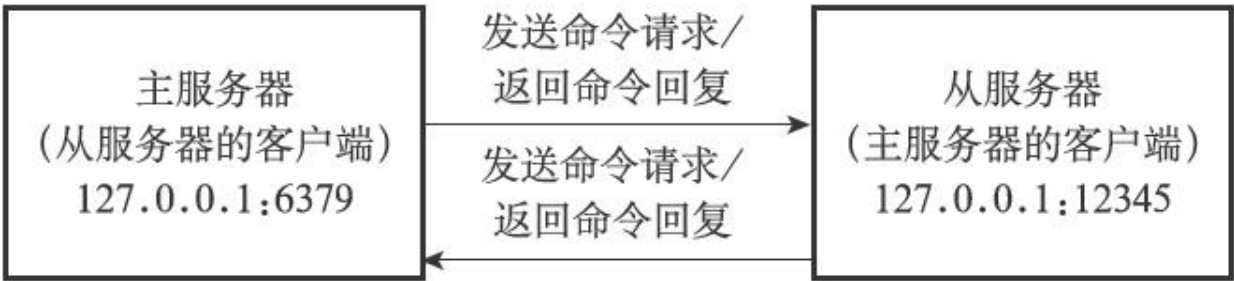 主服务器
（从服务器的客户端）
127.0.0.1:6379
发送命令请求/
返回命令回复
发送命令请求/
返回命令回复
从服务器
（主服务器的客户端）
127.0.0.1:12345